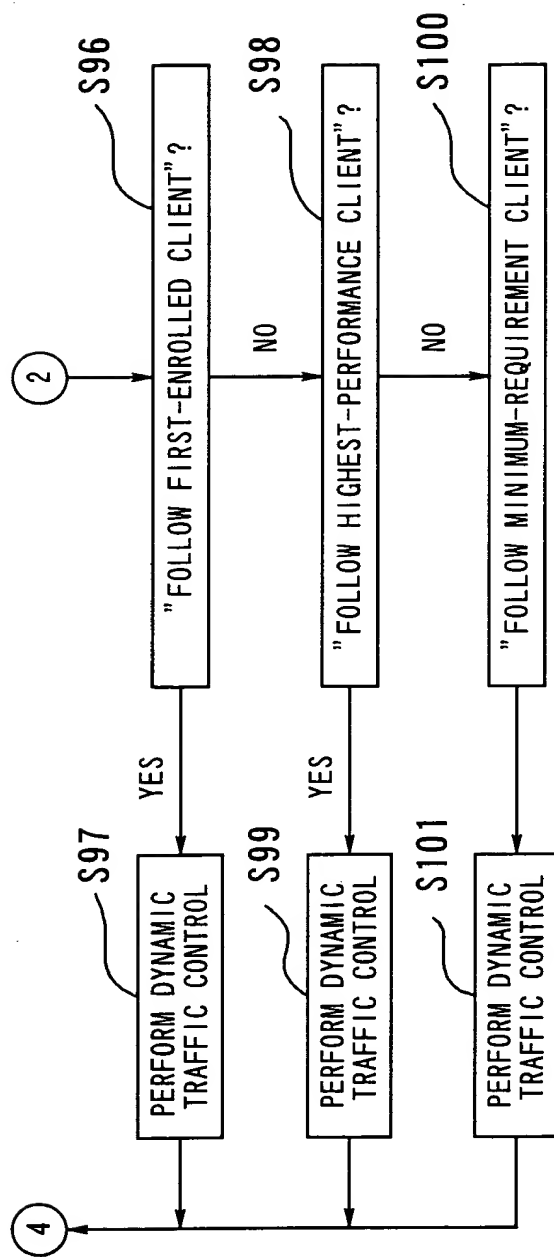 2
S96
"FOLLOW FIRST-ENROLLED CLIENT"?
YES
S97
PERFORM DYNAMIC
TRAFFIC CONTROL
NO
S98
"FOLLOW HIGHEST-PERFORMANCE CLIENT"?
YES
S99
PERFORM DYNAMIC
TRAFFIC CONTROL
NO
S100
"FOLLOW MINIMUM-REQUIREMENT CLIENT"?
S101
PERFORM DYNAMIC
TRAFFIC CONTROL
4